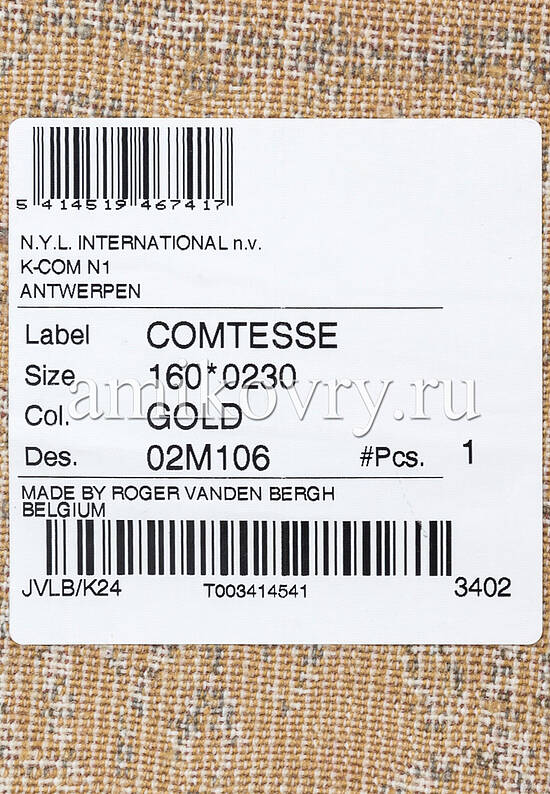 5 414519 467417
N.Y.L. INTERNATIONAL n.v.
K-COM N1
ANTWERPEN
Label COMTESSE
Size 160*0230
amikovry.ru
Col. GOLD
Des. 02M106 #Pcs. 1
MADE BY ROGER VANDEN BERGH
BELGIUM
JVLB/K24 T003414541 3402